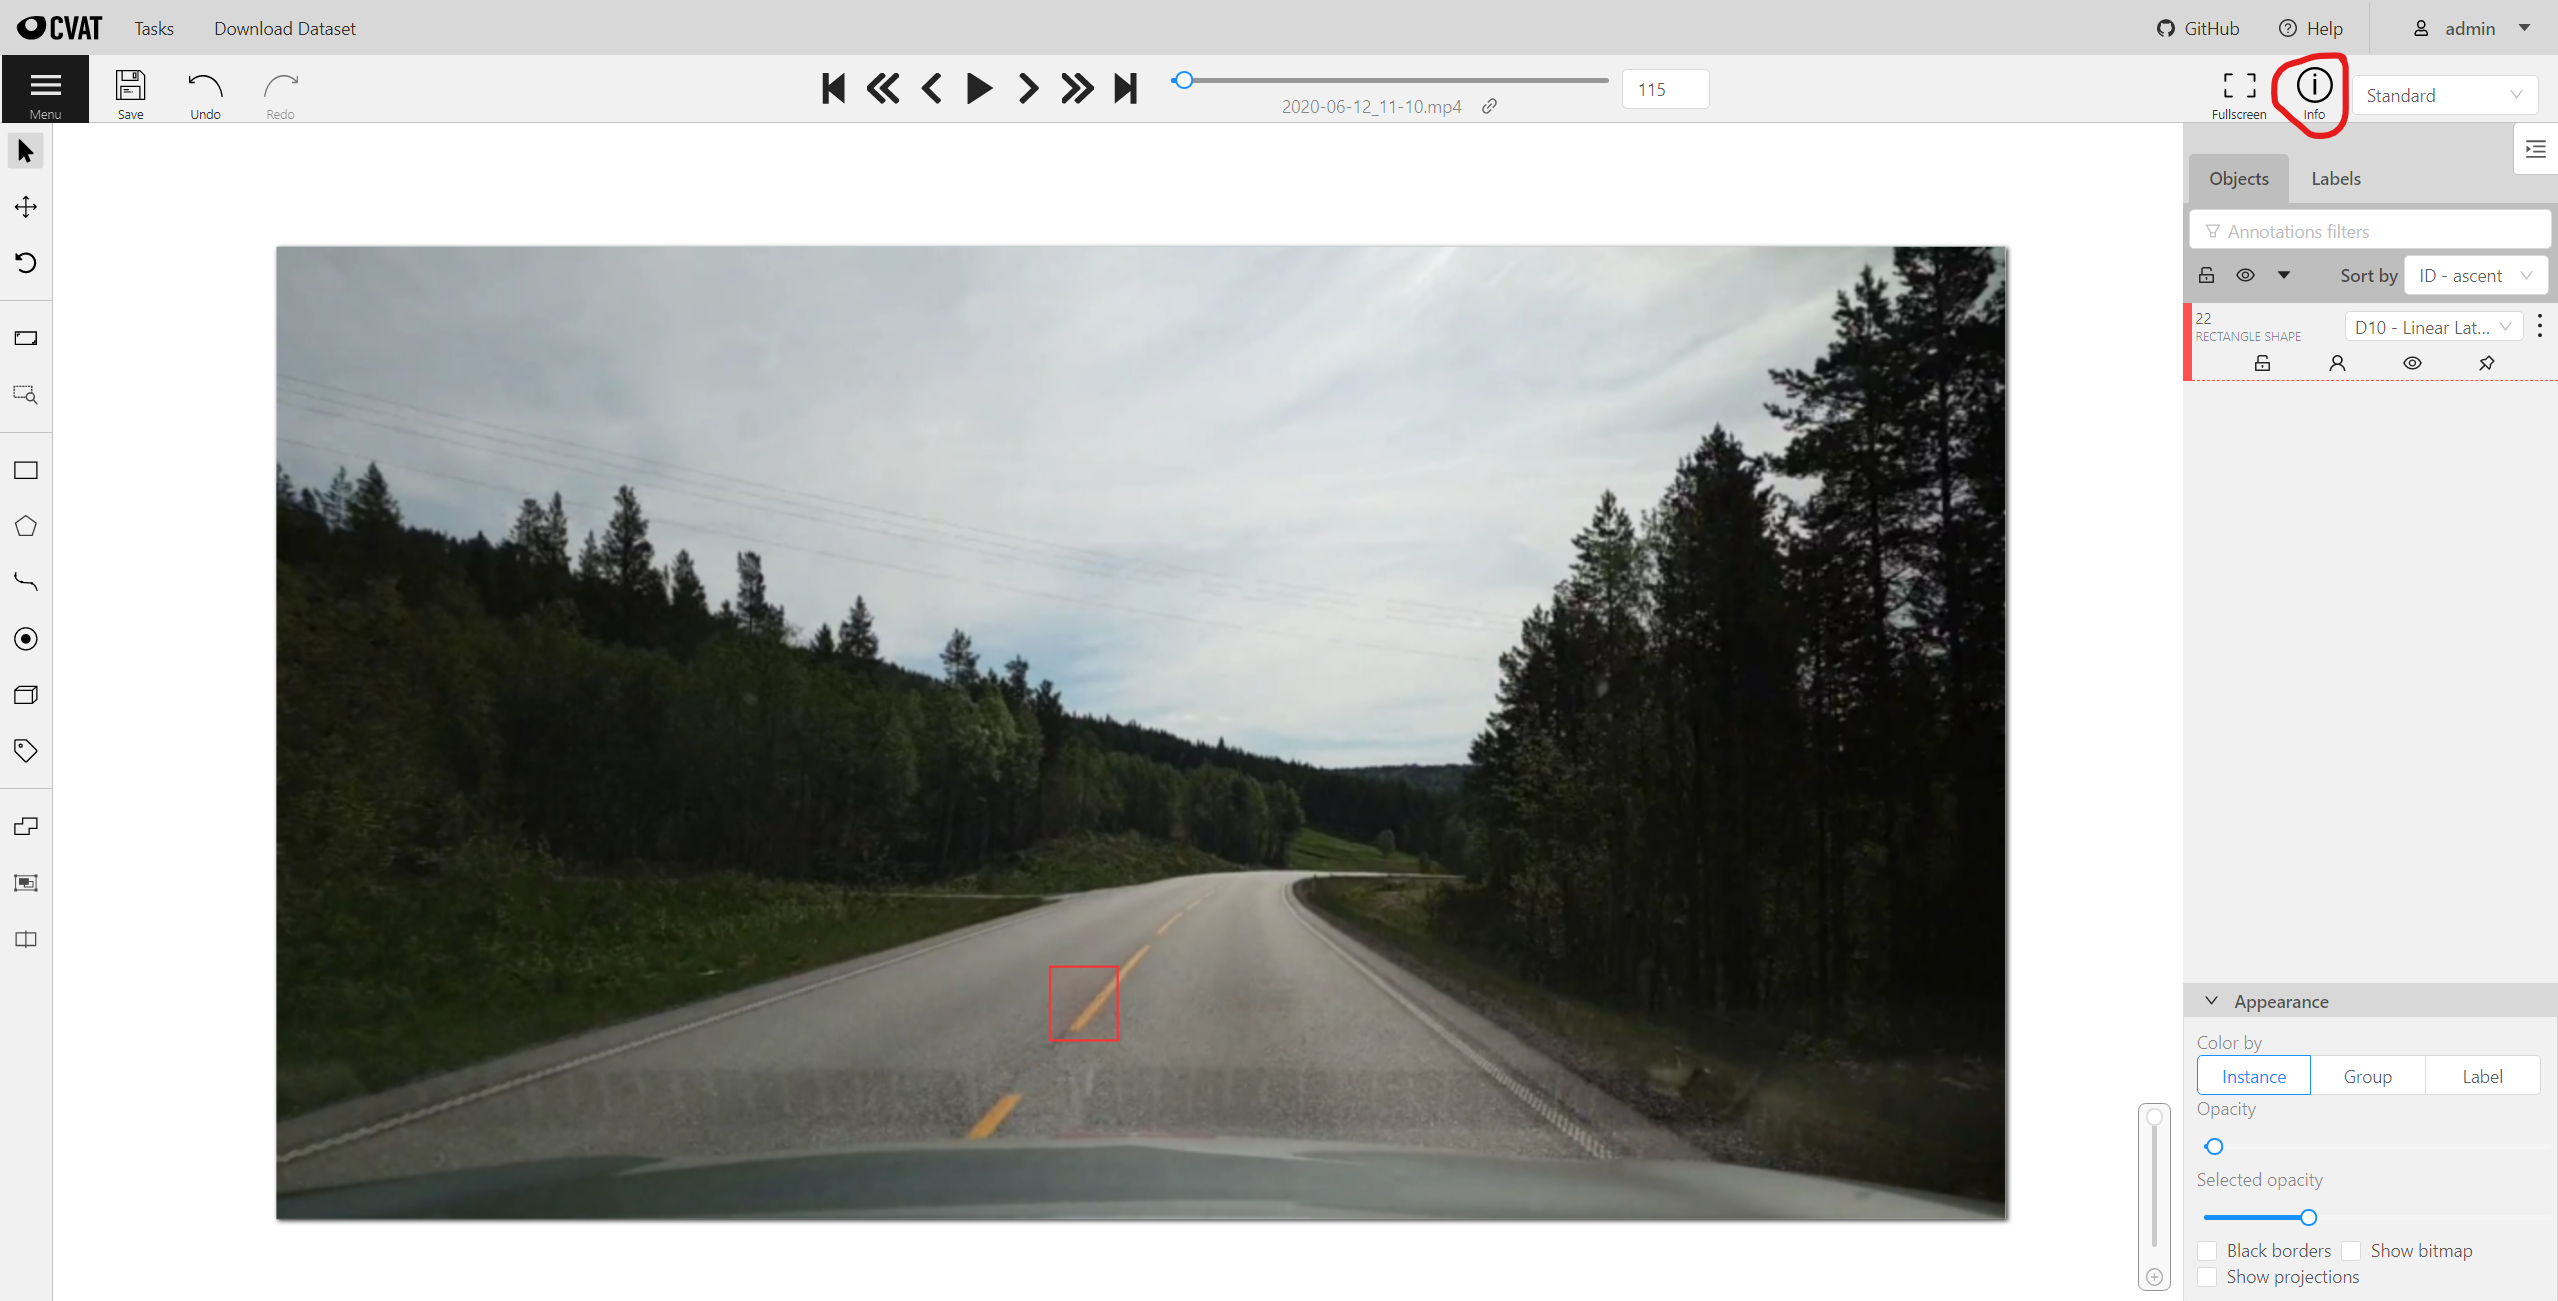 CVAT Tasks Download Dataset GitHub Help admin
Menu Save Undo Redo 2020-06-12_11-10.mp4 115 Fullscreen Info Standard
Objects Labels
Annotations filters
Sort by ID - ascent
22 D10 - Linear Lat...
RECTANGLE SHAPE
Appearance
Color by
Instance Group Label
Opacity
Selected opacity
Black borders Show bitmap
Show projections